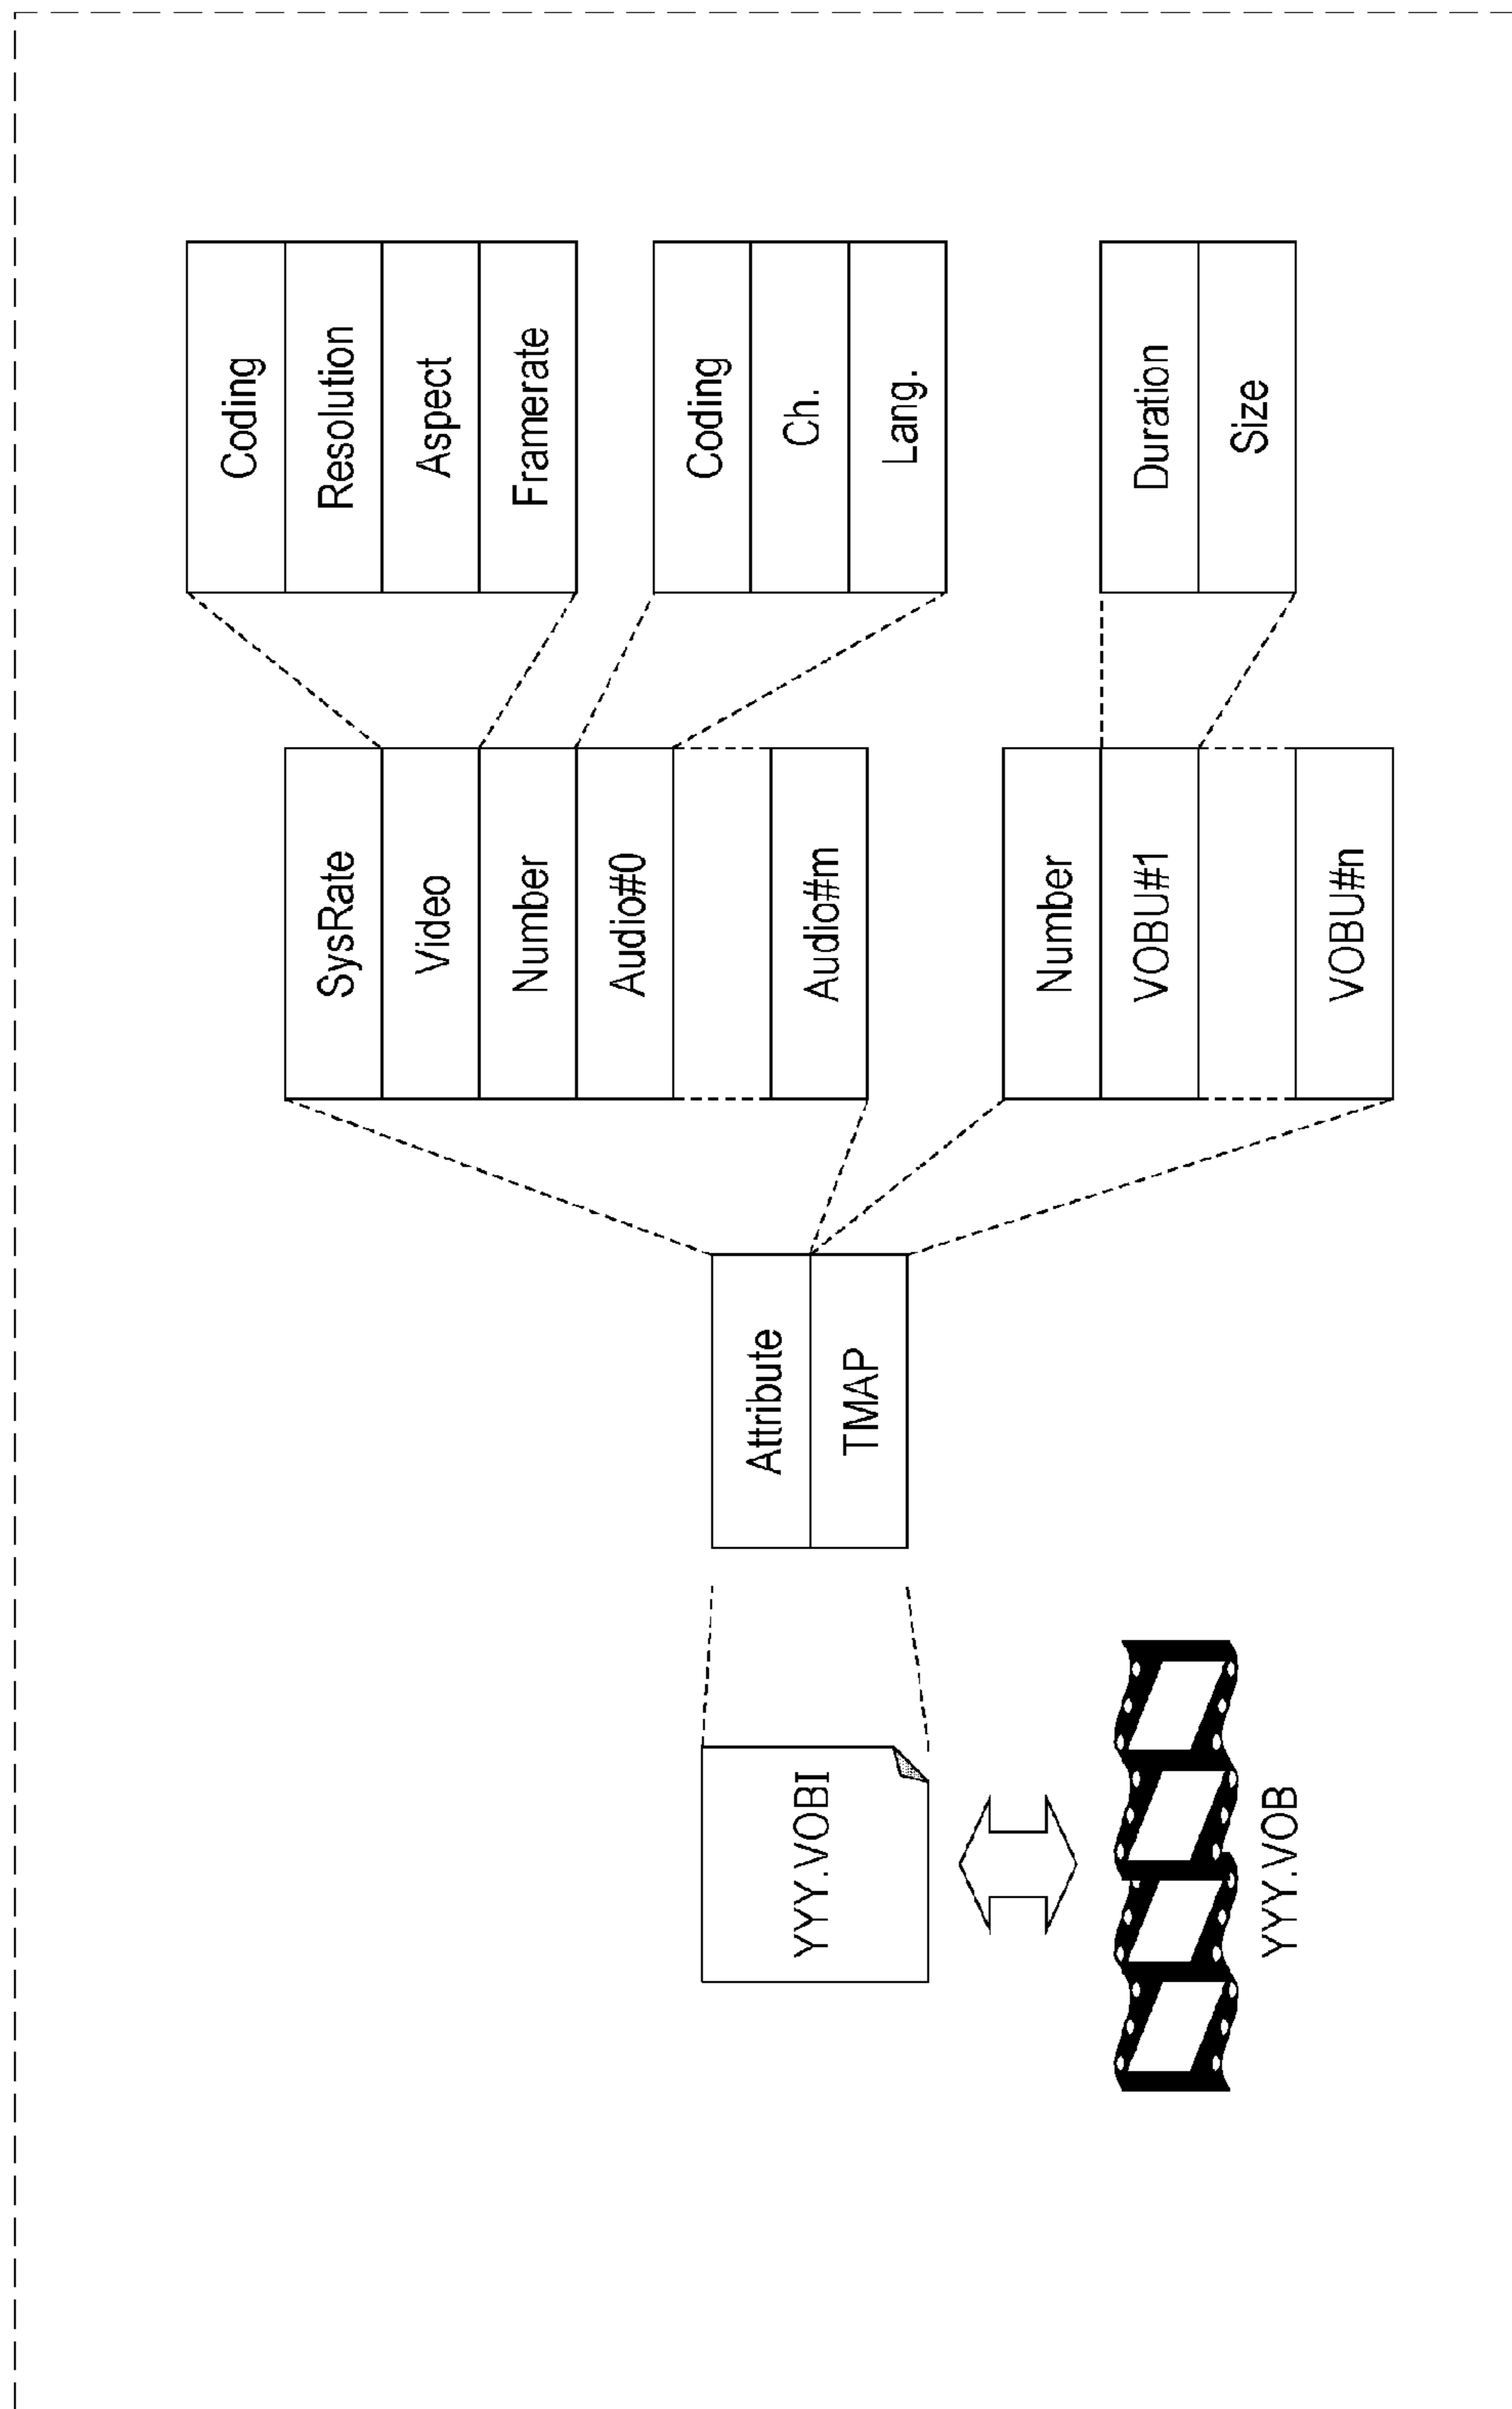 YYY.VOBI
YYY.VOB
Attribute
TMAP
SysRate
Video
Number
Audio#0
Audio#m
Number
VOBU#1
VOBU#n
Coding
Resolution
Aspect
Framerate
Coding
Ch.
Lang.
Duration
Size